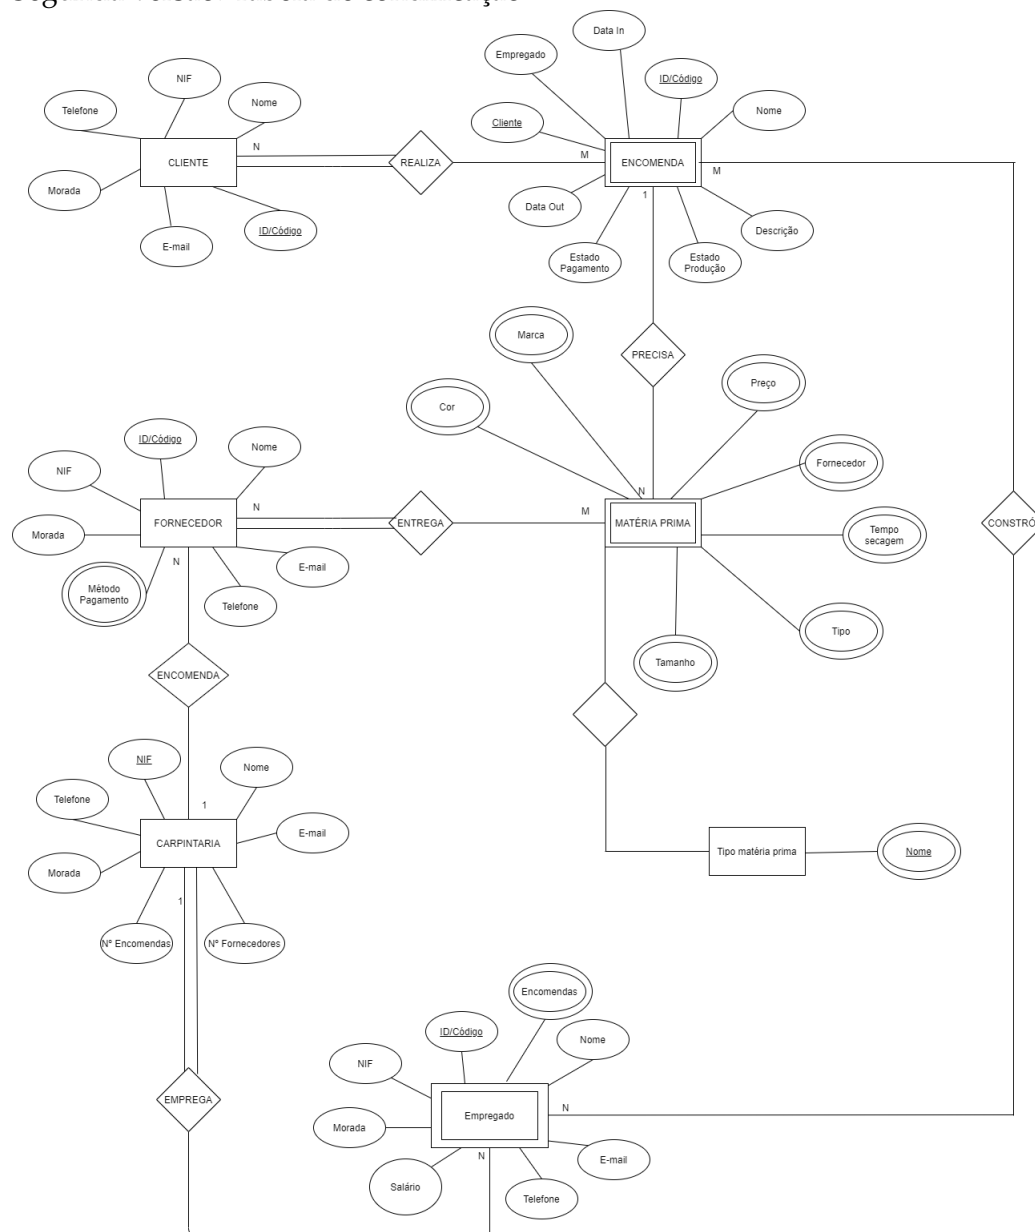 Data In
Empregado
NIF
ID/Código
Nome
Telefone
Nome
Cliente
N
M
CLIENTE
REALIZA
ENCOMENDA
M
Morada
1
Data Out
ID/Código
Descrição
E-mail
Estado
Pagamento
Estado
Produção
Marca
PRECISA
Preço
Cor
ID/Código
Nome
Fornecedor
NIF
N
N
M
FORNECEDOR
ENTREGA
MATÉRIA PRIMA
CONSTRÓ
Morada
Tempo
secagem
N
E-mail
Método
Pagamento
Telefone
Tipo
Tamanho
ENCOMENDA
NIF
Nome
Telefone
1
E-mail
CARPINTARIA
Tipo matéria prima
Nome
Morada
1
Nº Encomendas
Nº Fornecedores
Encomendas
ID/Código
Nome
NIF
EMPREGA
N
Empregado
Morada
N
E-mail
Salário
Telefone